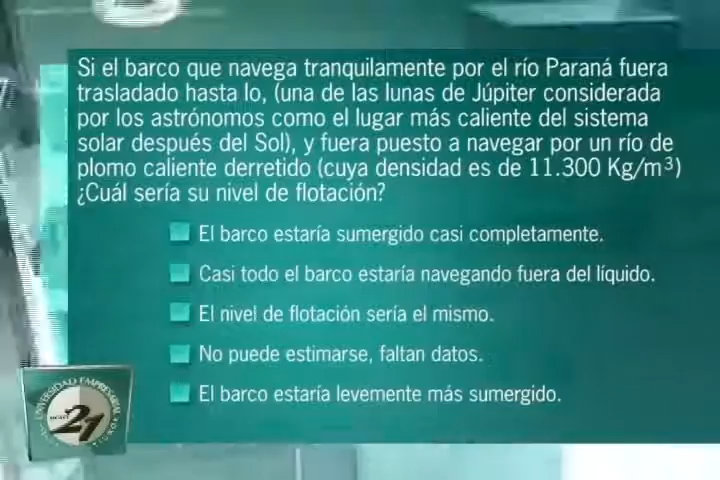 Si el barco que navega tranquilamente por el río Paraná fuera
trasladado hasta Io, (una de las lunas de Júpiter considerada
por los astrónomos como el lugar más caliente del sistema
solar después del Sol), y fuera puesto a navegar por un río de
plomo caliente derretido (cuya densidad es de 11.300 Kg/m³)
¿Cuál sería su nivel de flotación?
El barco estaría sumergido casi completamente.
Casi todo el barco estaría navegando fuera del líquido.
El nivel de flotación sería el mismo.
No puede estimarse, faltan datos.
El barco estaría levemente más sumergido.
UNIVERSIDAD EMPRESARIAL
21